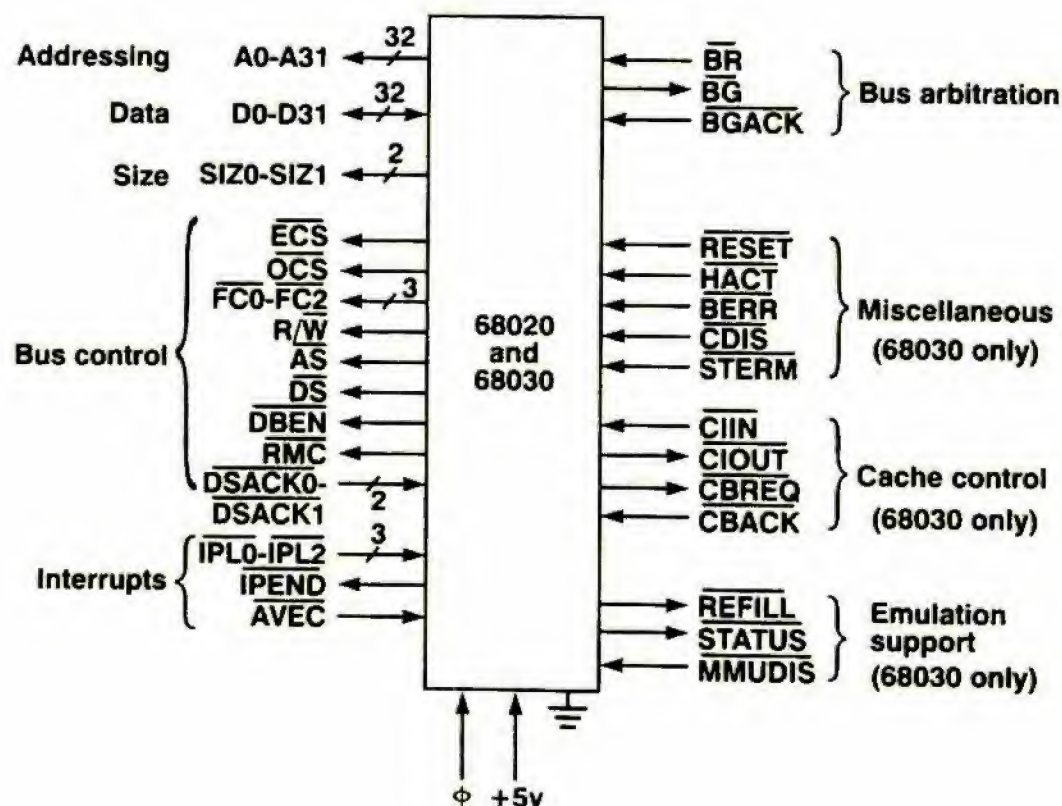 Addressing A0-A31 32
Data D0-D31 32
Size SIZ0-SIZ1 2
Bus control
ECS
OCS
FC0-FC2 3
R/W
AS
DS
DBEN
RMC
DSACK0-
DSACK1 2
Interrupts
IPL0-IPL2 3
IPEND
AVEC
68020
and
68030
BR
BG
BGACK
Bus arbitration
RESET
HACT
BERR
CDIS
STERM
Miscellaneous
(68030 only)
CIIN
CIOUT
CBREQ
CBACK
Cache control
(68030 only)
REFILL
STATUS
MMUDIS
Emulation
support
(68030 only)
ϕ +5v